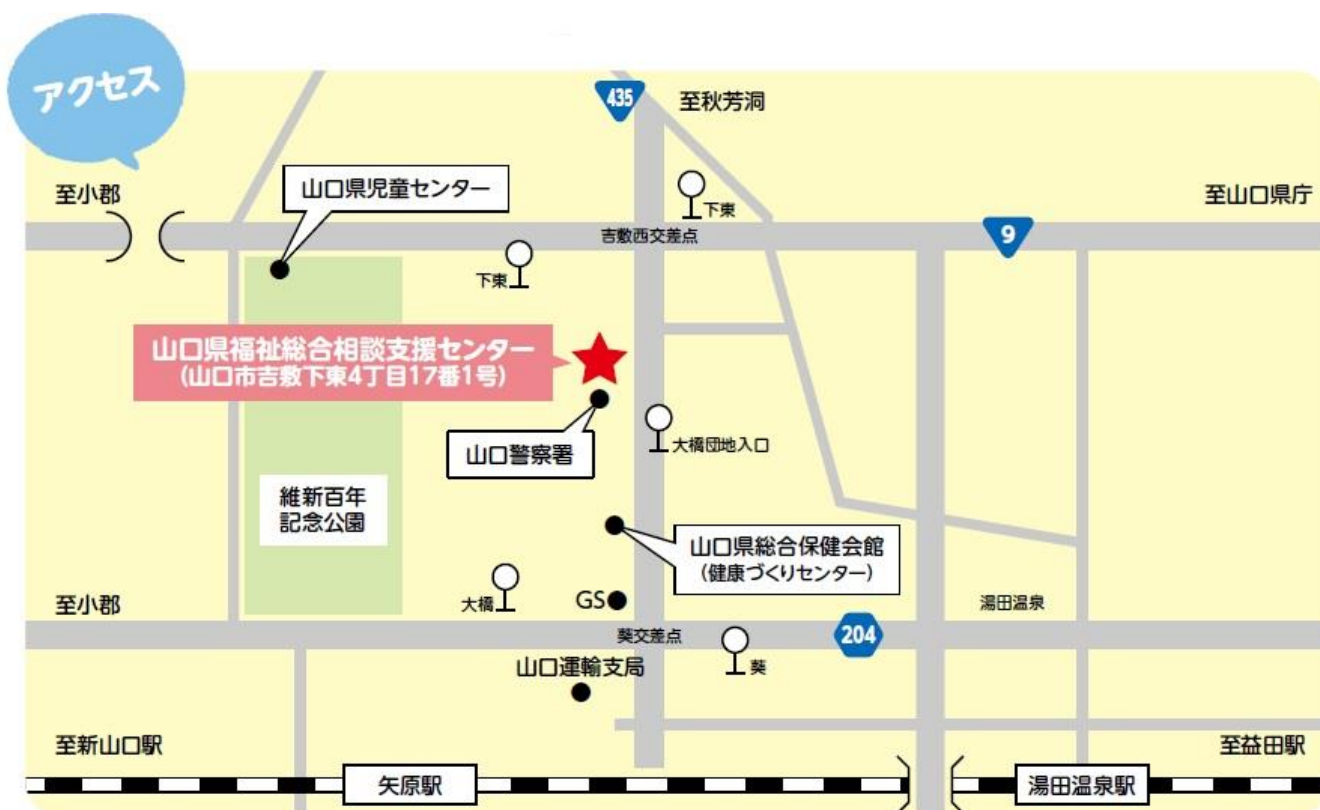 アクセス
435
至秋芳洞
至小郡
山口県児童センター
下東
至山口県庁
吉敷西交差点
9
下東
山口県福祉総合相談支援センター
(山口市吉敷下東4丁目17番1号)
山口警察署
大橋団地入口
維新百年
記念公園
山口県総合保健会館
(健康づくりセンター)
大橋
GS
至小郡
湯田温泉
葵交差点
204
山口運輸支局
葵
至新山口駅
至益田駅
矢原駅
湯田温泉駅